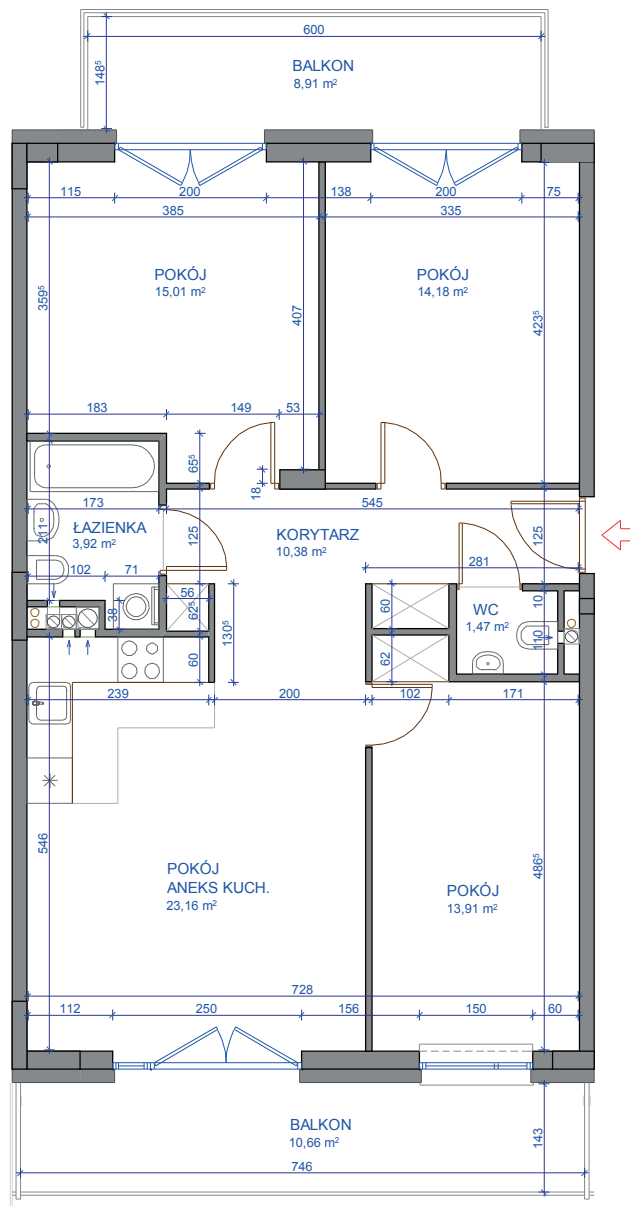 600
148⁵
BALKON
8,91 m²
115
200
138
200
75
385
335
POKÓJ
15,01 m²
POKÓJ
14,18 m²
359⁵
407
423⁵
183
149
53
65⁵
18
173
545
ŁAZIENKA
3,92 m²
211
125
KORYTARZ
10,38 m²
125
102
71
281
56
62⁵
38
130⁵
60
WC
1,47 m²
10
110
60
62
239
200
102
171
546
POKÓJ
ANEKS KUCH.
23,16 m²
POKÓJ
13,91 m²
486⁵
728
112
250
156
150
60
BALKON
10,66 m²
143
746